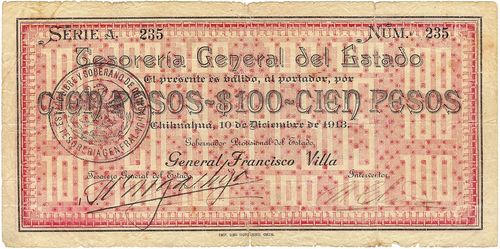 SERIE A. 235 NUM. 235
Tesorería General del Estado
El presente es válido, al portador, por
CIEN PESOS-$100-CIEN PESOS
Chihuahua, 10 de Diciembre de 1913.
Gobernador Provisional del Estado,
General Francisco Villa
Tesorero General del Estado, Interventor,